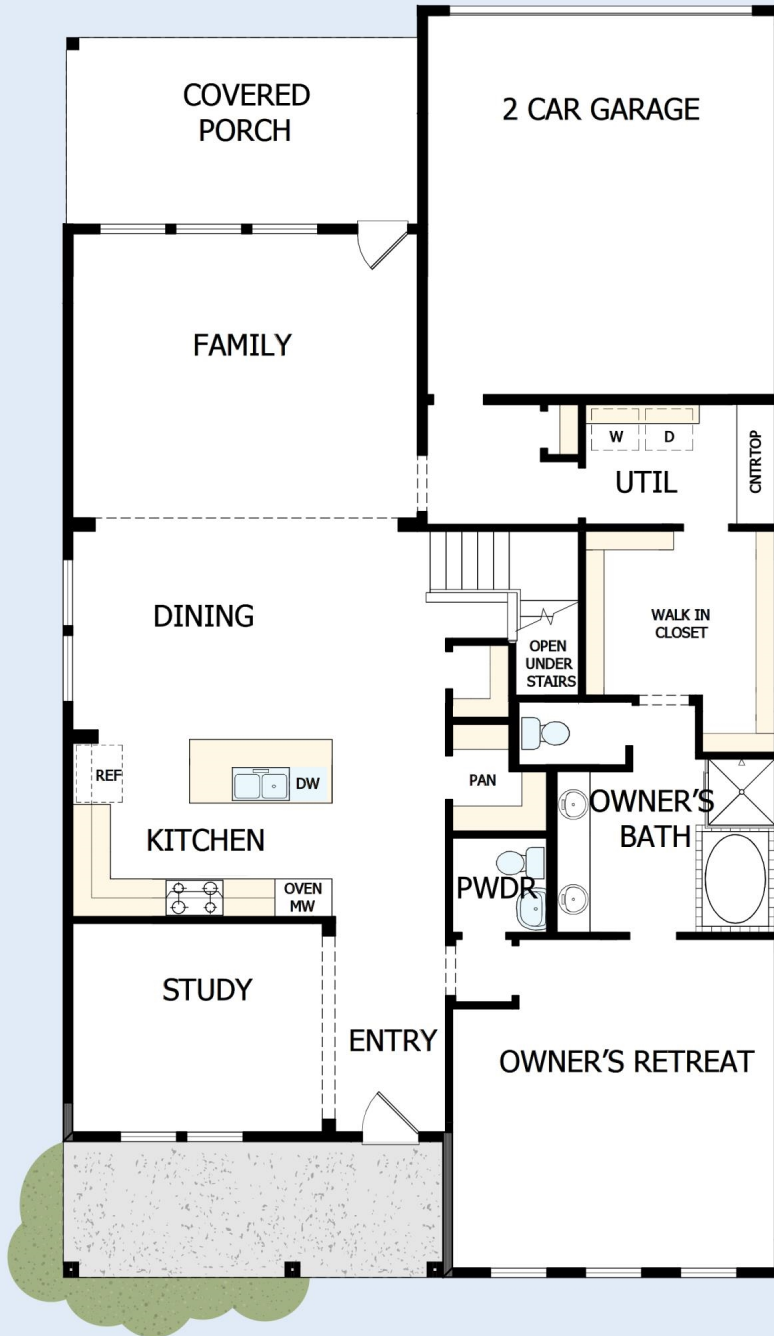 COVERED
PORCH
2 CAR GARAGE
FAMILY
W
D
UTIL
CNTRTOP
DINING
WALK IN
CLOSET
OPEN
UNDER
STAIRS
REF
DW
PAN
OWNER'S
BATH
KITCHEN
OVEN
MW
PWDR
STUDY
ENTRY
OWNER'S RETREAT